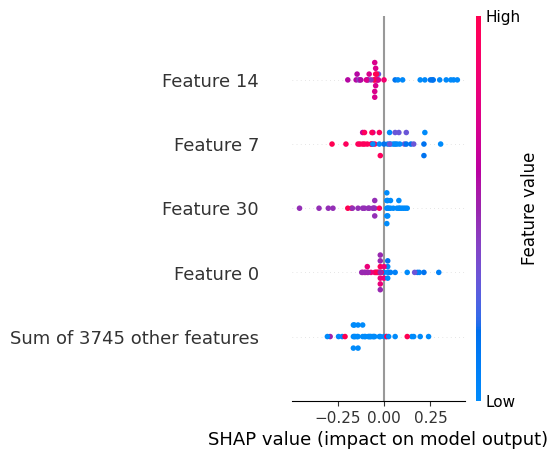 High
Feature 14
Feature 7
Feature 30
Feature 0
Sum of 3745 other features
Feature value
Low
−0.25 0.00 0.25
SHAP value (impact on model output)